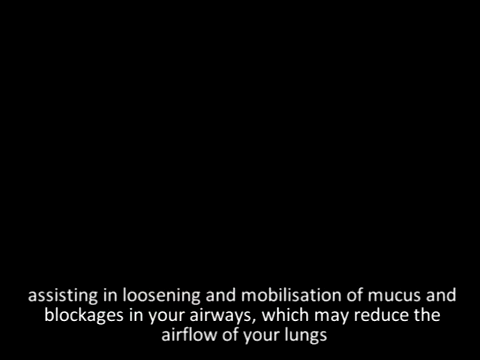 assisting in loosening and mobilisation of mucus and
blockages in your airways, which may reduce the
airflow of your lungs